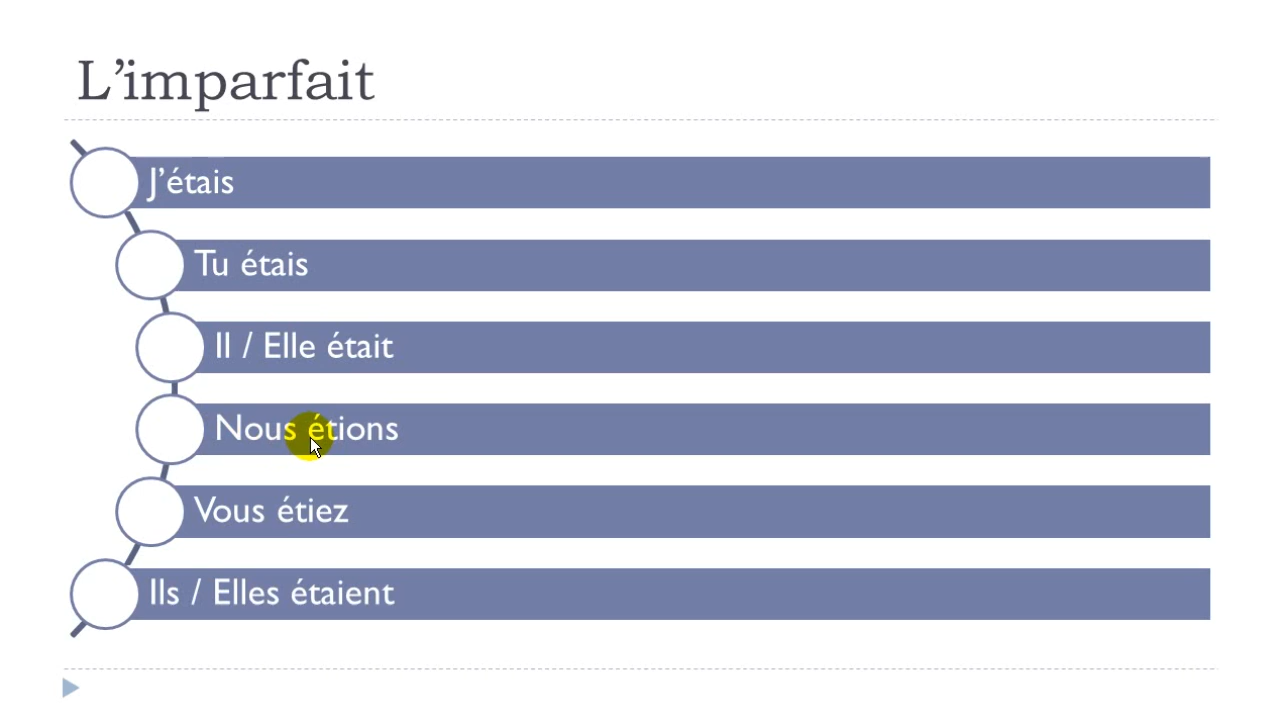 L’imparfait
J’étais
Tu étais
Il / Elle était
Nous étions
Vous étiez
Ils / Elles étaient